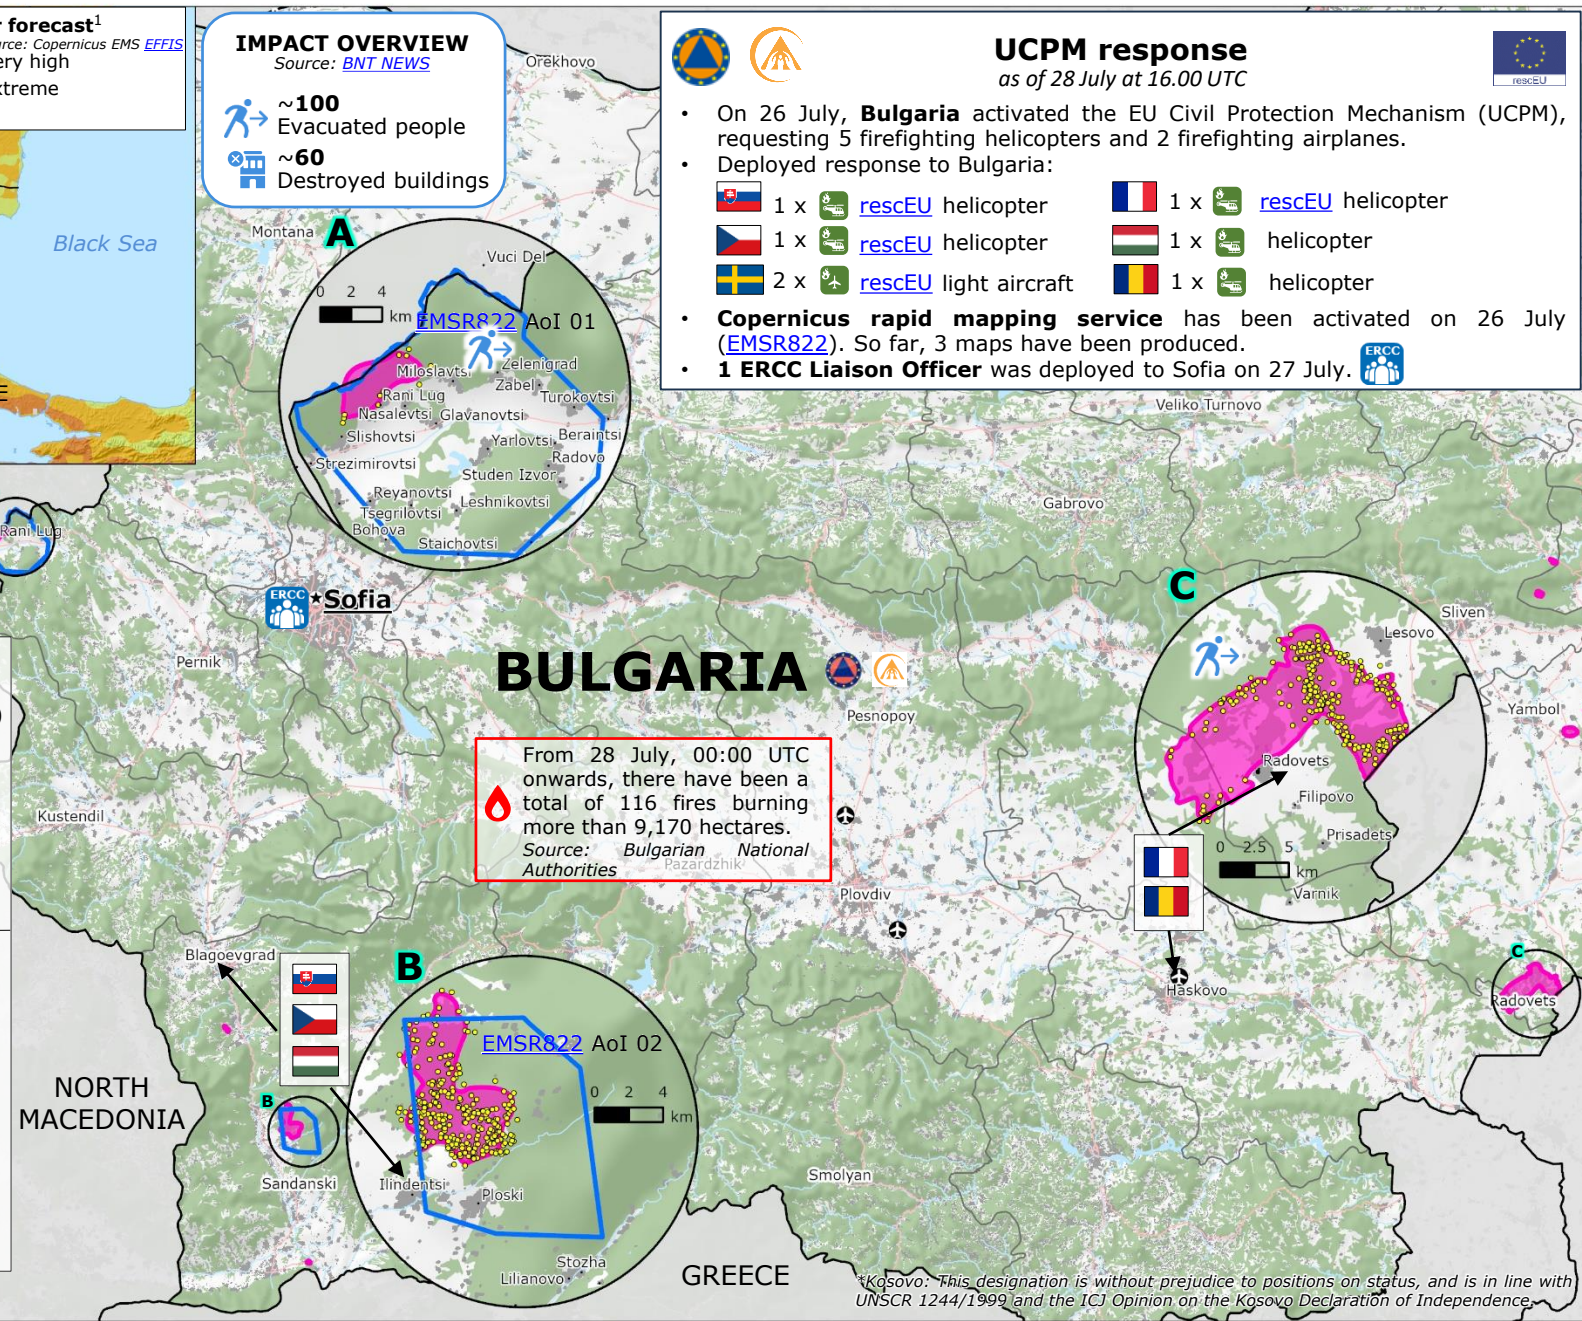 forecast¹
Source: Copernicus EMS EFFIS
very high
xtreme
Black Sea
IMPACT OVERVIEW
Source: BNT NEWS
~100
Evacuated people
~60
Destroyed buildings
UCPM response
as of 28 July at 16.00 UTC
rescEU
• On 26 July, Bulgaria activated the EU Civil Protection Mechanism (UCPM),
requesting 5 firefighting helicopters and 2 firefighting airplanes.
• Deployed response to Bulgaria:
1 x rescEU helicopter
1 x rescEU helicopter
1 x rescEU helicopter
1 x helicopter
2 x rescEU light aircraft
1 x helicopter
• Copernicus rapid mapping service has been activated on 26 July
(EMSR822). So far, 3 maps have been produced.
• 1 ERCC Liaison Officer was deployed to Sofia on 27 July.
ERCC
Orekhovo
Montana
A
Vuci Del
0 2 4
km
EMSR822 AoI 01
Miloslavtsi
Zelenigrad
Zabel
Rani Lug
Turokovtsi
Nasalevtsi
Glavanovtsi
Slishovtsi
Yarlovtsi
Beraintsi
Radovo
Strezimirovtsi
Studen Izvor
Reyanovtsi
Leshnikovtsi
Tsegrilovtsi
Bohova
Staichovtsi
Veliko Turnovo
Gabrovo
Rani Lug
ERCC
Sofia
Pernik
BULGARIA
Pesnopoy
C
Sliven
Lesovo
Yambol
Radovets
Filipovo
Prisadets
0 2.5 5
km
Varnik
From 28 July, 00:00 UTC
onwards, there have been a
total of 116 fires burning
more than 9,170 hectares.
Source: Bulgarian National
Authorities
Pazardzhik
Kustendil
Plovdiv
Haskovo
C
Radovets
Blagoevgrad
B
EMSR822 AoI 02
0 2 4
km
NORTH
MACEDONIA
B
Sandanski
Ilindentsi
Ploski
Smolyan
Stozha
Lilianovo
GREECE
*Kosovo: This designation is without prejudice to positions on status, and is in line with
UNSCR 1244/1999 and the ICJ Opinion on the Kosovo Declaration of Independence.